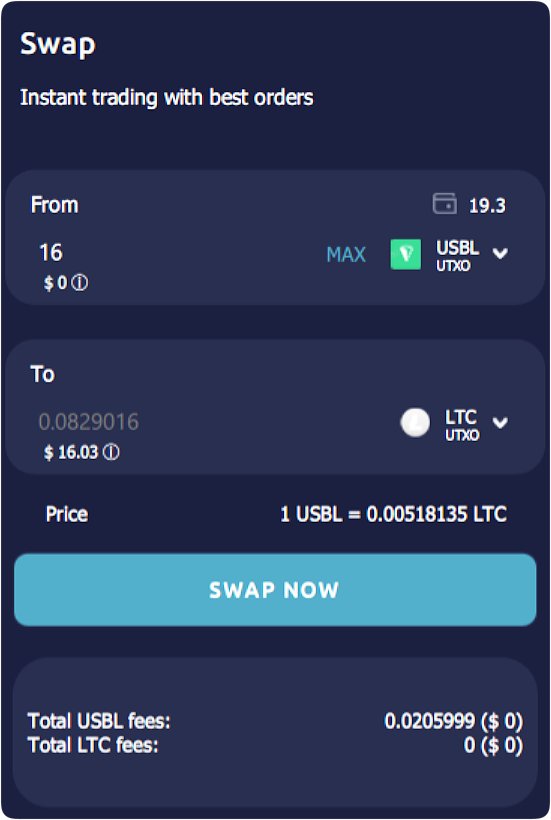 Swap
Instant trading with best orders
From 19.3
16 MAX USBL
UTXO
$ 0 ⓘ
To
0.0829016 LTC
UTXO
$ 16.03 ⓘ
Price 1 USBL = 0.00518135 LTC
SWAP NOW
Total USBL fees: 0.0205999 ($ 0)
Total LTC fees: 0 ($ 0)